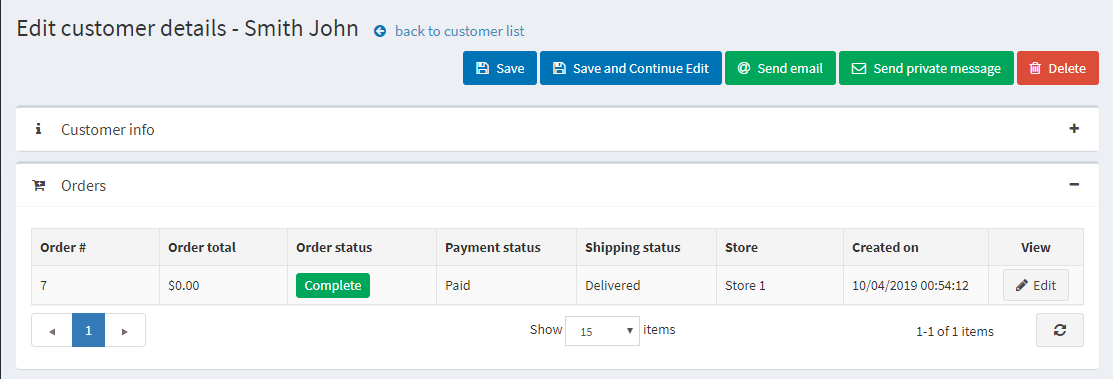 Edit customer details - Smith John back to customer list
Save Save and Continue Edit @ Send email Send private message Delete
Customer info +
Orders −
Order # Order total Order status Payment status Shipping status Store Created on View
7 $0.00 Complete Paid Delivered Store 1 10/04/2019 00:54:12 Edit
1 Show 15 items 1-1 of 1 items